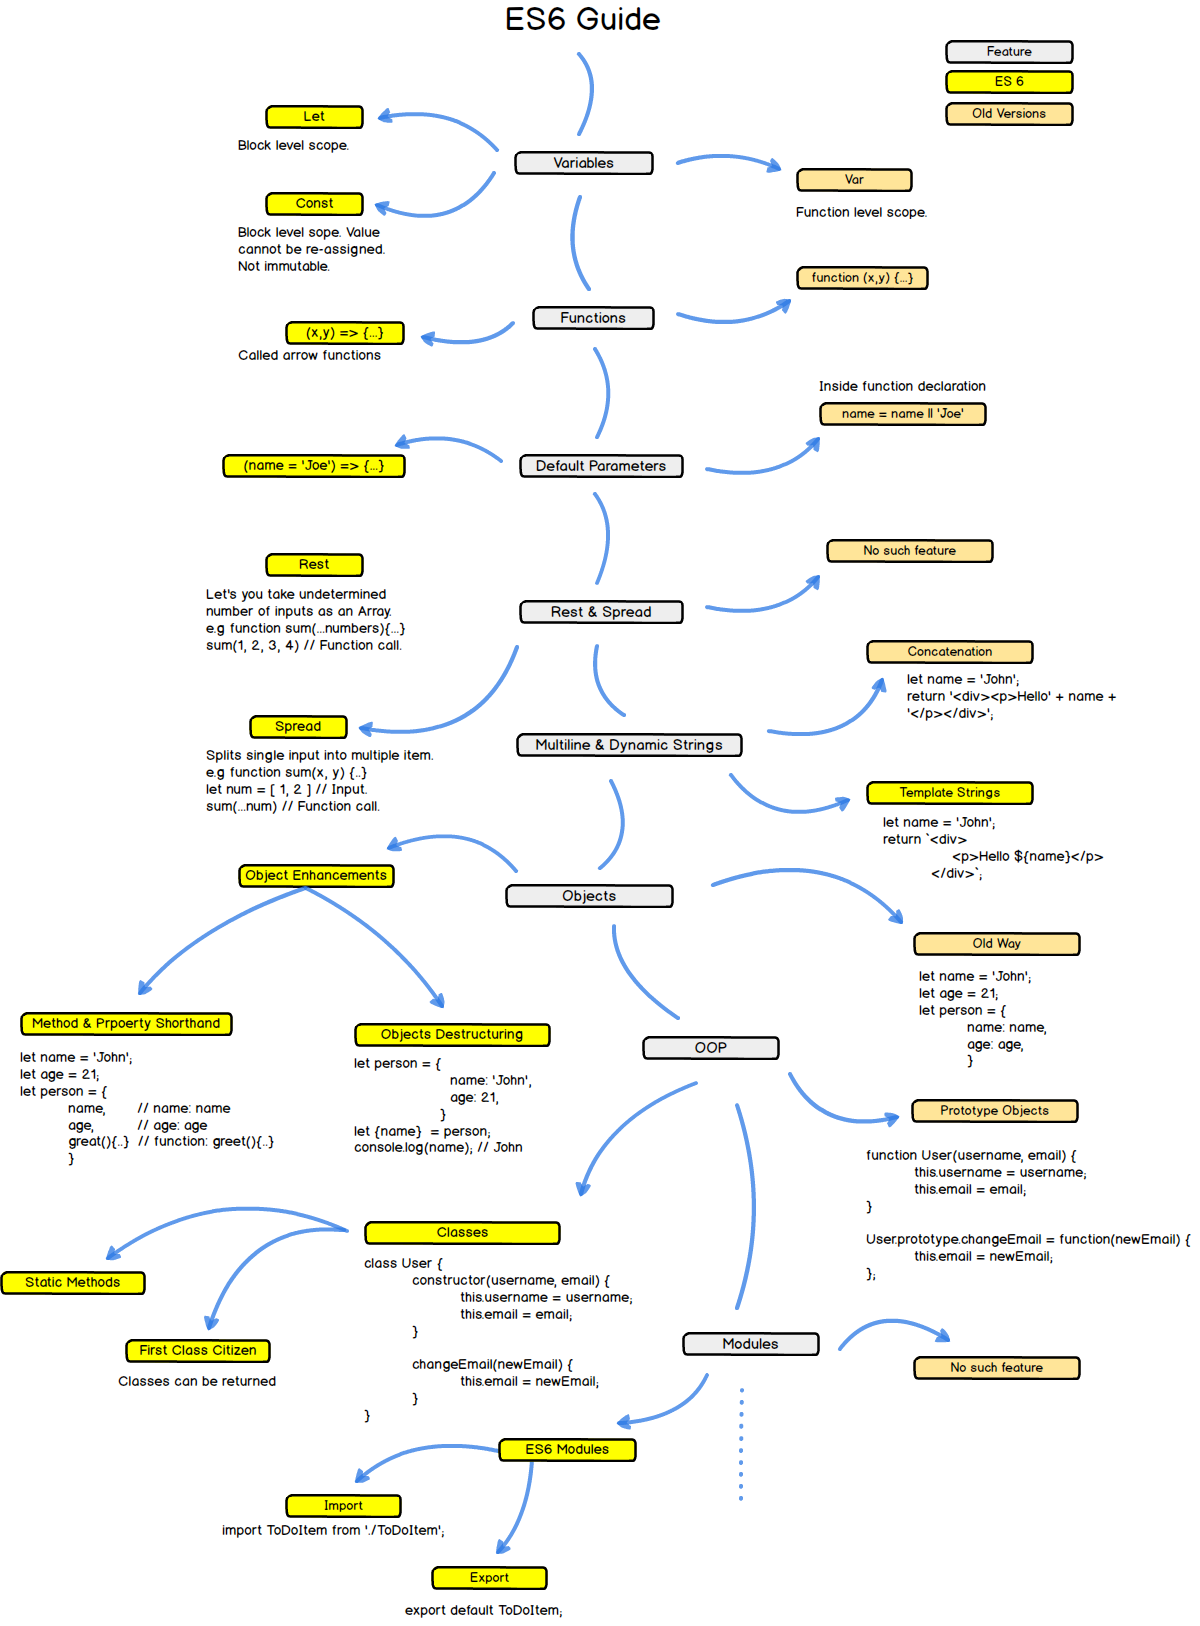 ES6 Guide
Feature
ES 6
Old Versions
Let
Block level scope.
Variables
Var
Function level scope.
Const
Block level sope. Value
cannot be re-assigned.
Not immutable.
function (x,y) {...}
Functions
(x,y) => {...}
Called arrow functions
Inside function declaration
name = name || 'Joe'
(name = 'Joe') => {...}
Default Parameters
No such feature
Rest
Let's you take undetermined
number of inputs as an Array.
e.g function sum(...numbers){...}
sum(1, 2, 3, 4) // Function call.
Rest & Spread
Concatenation
let name = 'John';
return '<div><p>Hello' + name +
'</p></div>';
Spread
Splits single input into multiple item.
e.g function sum(x, y) {..}
let num = [ 1, 2 ] // Input.
sum(...num) // Function call.
Multiline & Dynamic Strings
Template Strings
let name = 'John';
return `<div>
<p>Hello ${name}</p>
</div>`;
Object Enhancements
Objects
Old Way
let name = 'John';
let age = 21;
let person = {
name: name,
age: age,
}
Method & Prpoerty Shorthand
let name = 'John';
let age = 21;
let person = {
name, // name: name
age, // age: age
great(){..} // function: greet(){..}
}
Objects Destructuring
let person = {
name: 'John',
age: 21,
}
let {name} = person;
console.log(name); // John
OOP
Prototype Objects
function User(username, email) {
this.username = username;
this.email = email;
}
User.prototype.changeEmail = function(newEmail) {
this.email = newEmail;
};
Classes
class User {
constructor(username, email) {
this.username = username;
this.email = email;
}
changeEmail(newEmail) {
this.email = newEmail;
}
}
Static Methods
First Class Citizen
Classes can be returned
Modules
No such feature
ES6 Modules
Import
import ToDoItem from './ToDoItem';
Export
export default ToDoItem;